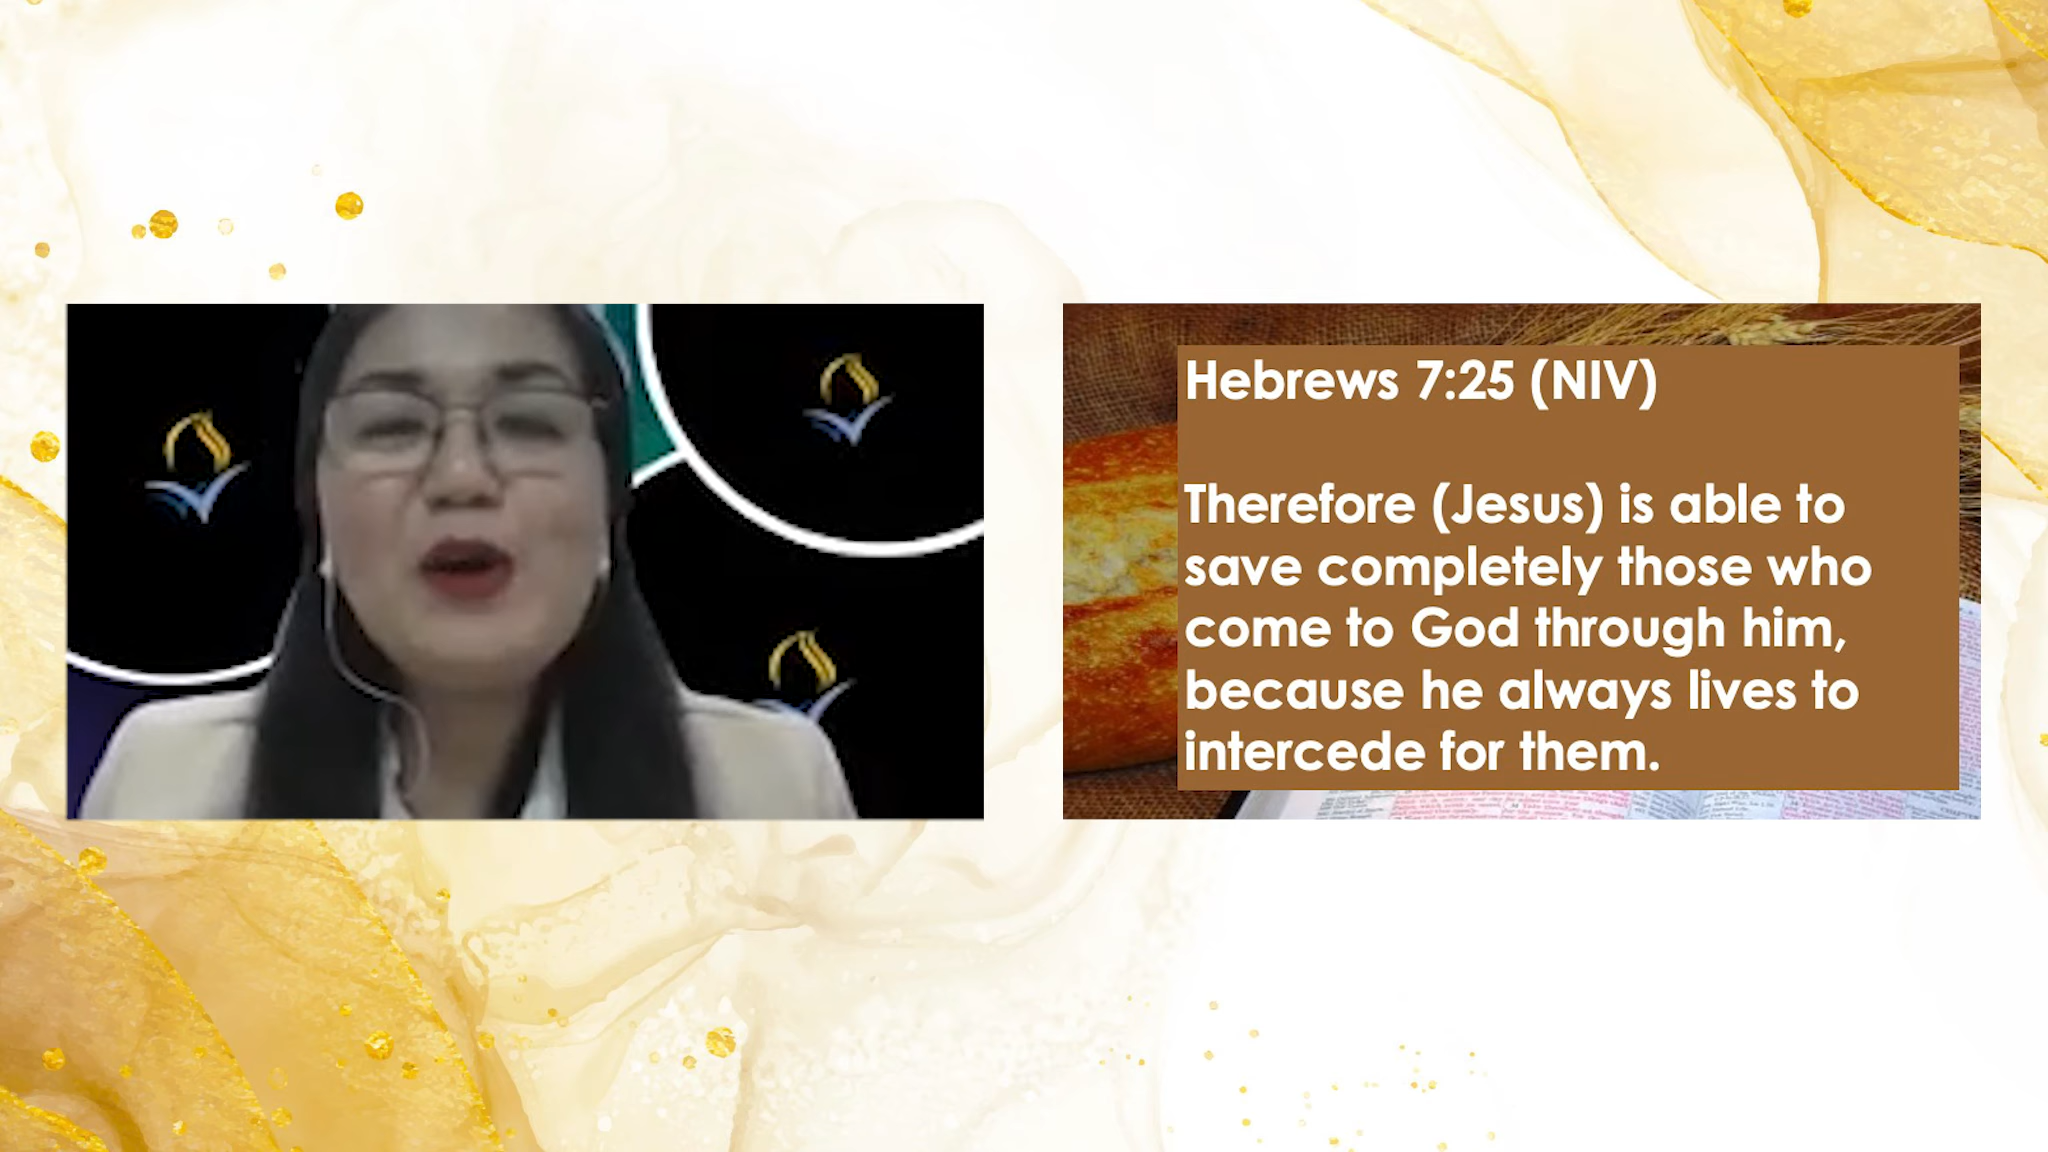 Hebrews 7:25 (NIV)
Therefore (Jesus) is able to
save completely those who
come to God through him,
because he always lives to
intercede for them.